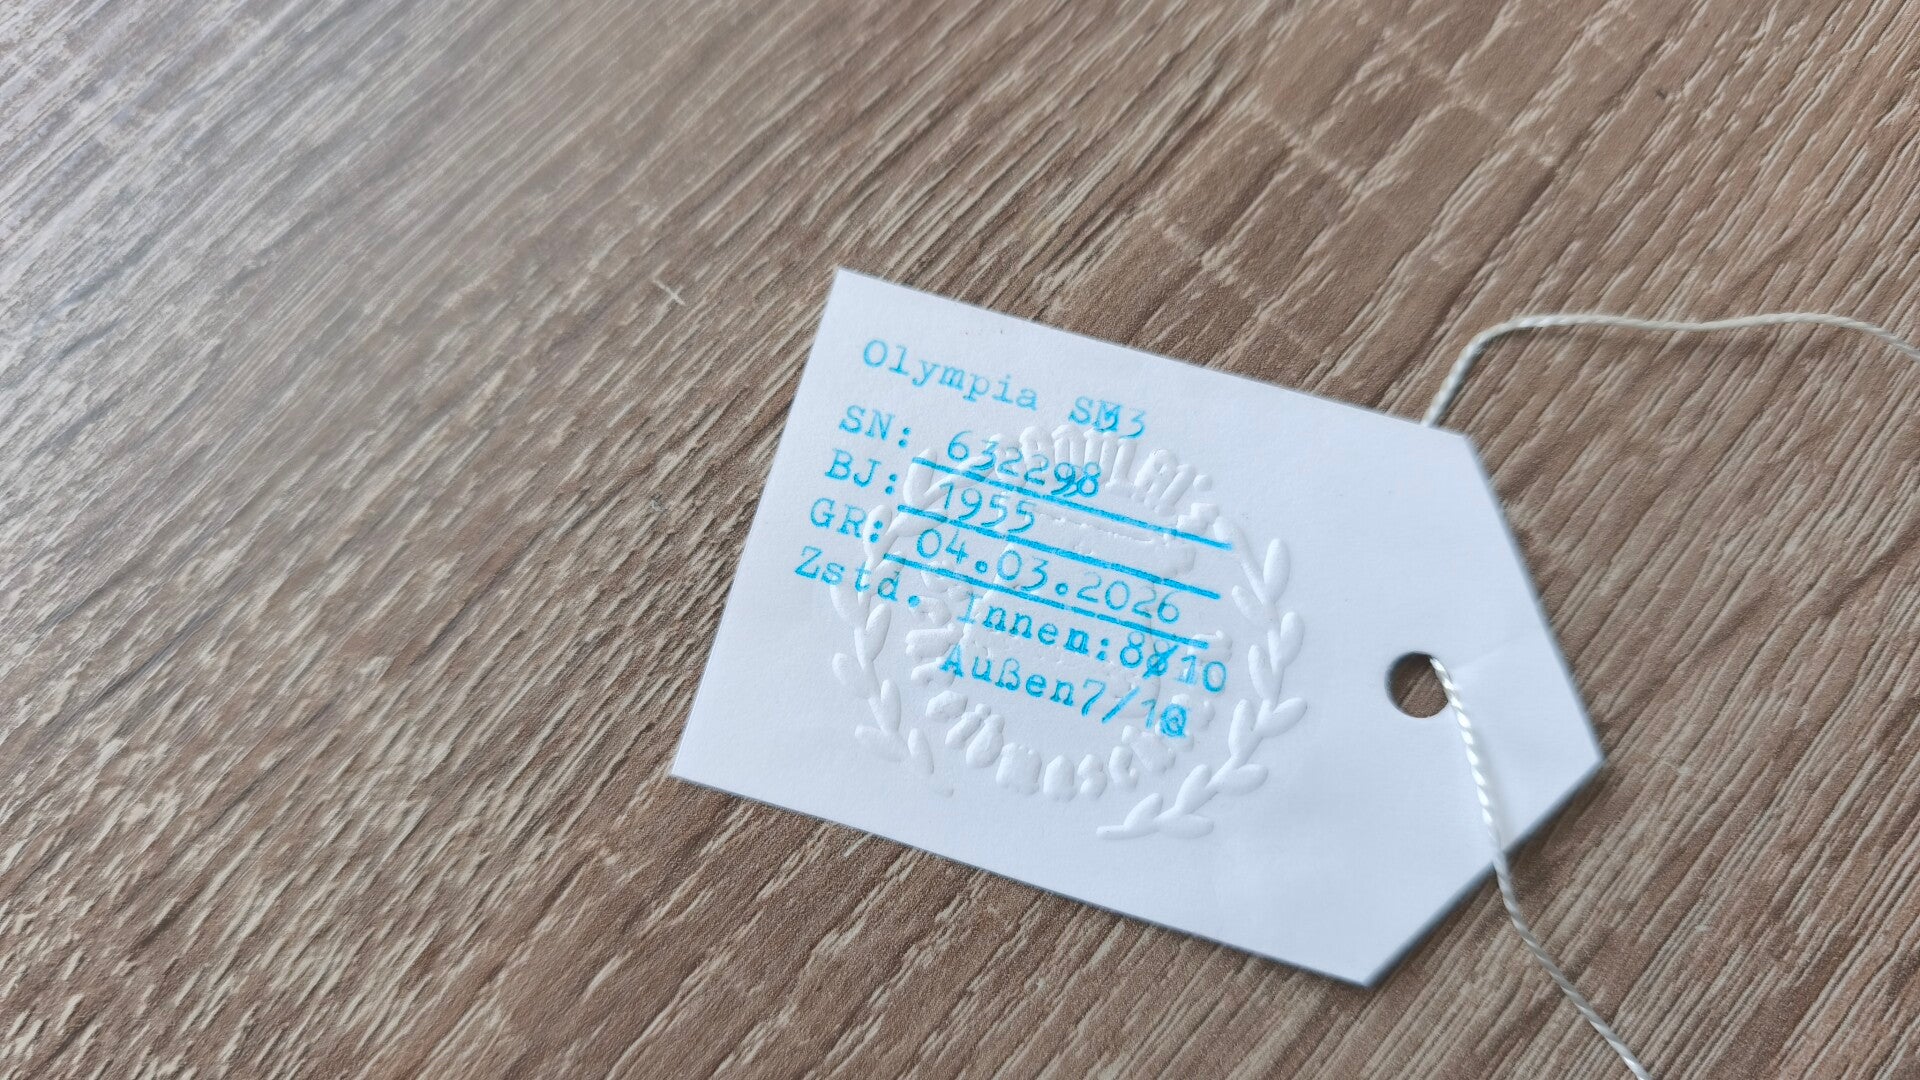 Olympia SM3
SN: 632298
BJ: 1955
GR: 04.03.2026
Zstd. Innen:8/10
Außen7/10